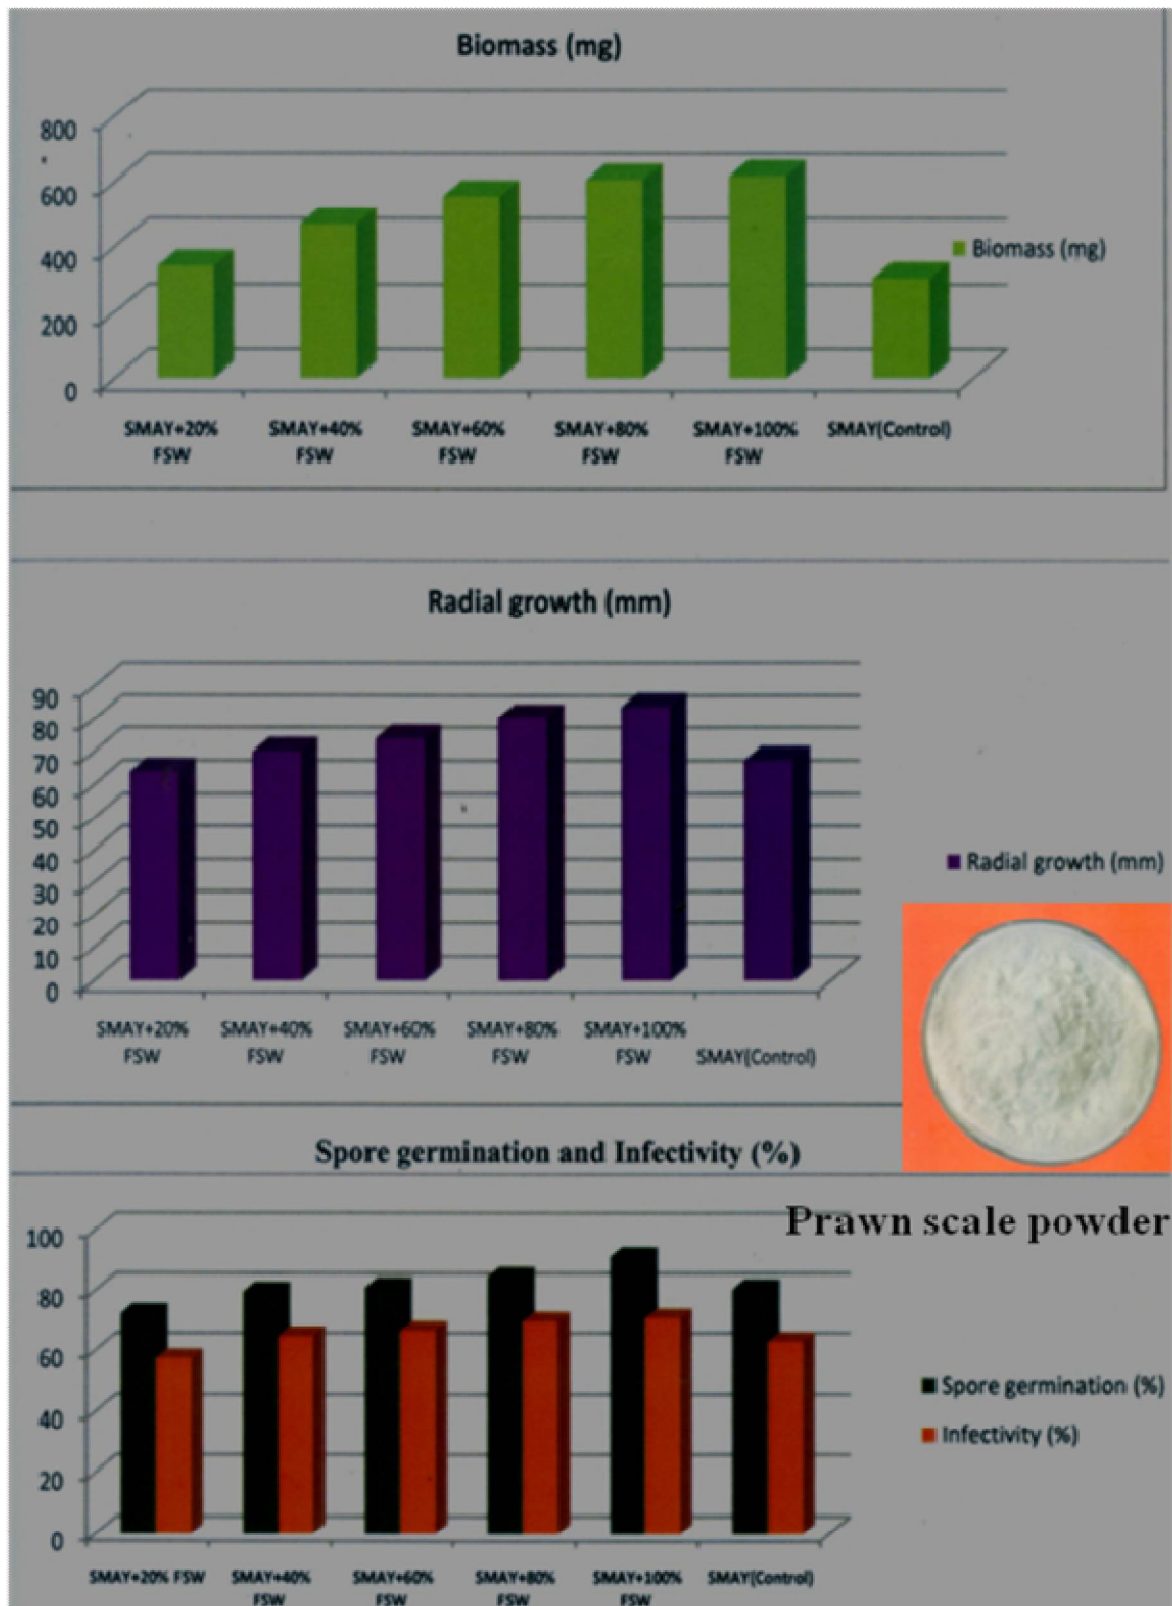 Biomass (mg)
800
600
400
200
0
Biomass (mg)
SMAY+20% FSW
SMAY+40% FSW
SMAY+60% FSW
SMAY+80% FSW
SMAY+100% FSW
SMAY(Control)
Radial growth (mm)
90
80
70
60
50
40
30
20
10
0
Radial growth (mm)
SMAY+20% FSW
SMAY+40% FSW
SMAY+60% FSW
SMAY+80% FSW
SMAY+100% FSW
SMAY(Control)
Spore germination and Infectivity (%)
Prawn scale powder
100
80
60
40
20
0
Spore germination (%)
Infectivity (%)
SMAY+20% FSW
SMAY+40% FSW
SMAY+60% FSW
SMAY+80% FSW
SMAY+100% FSW
SMAY(Control)